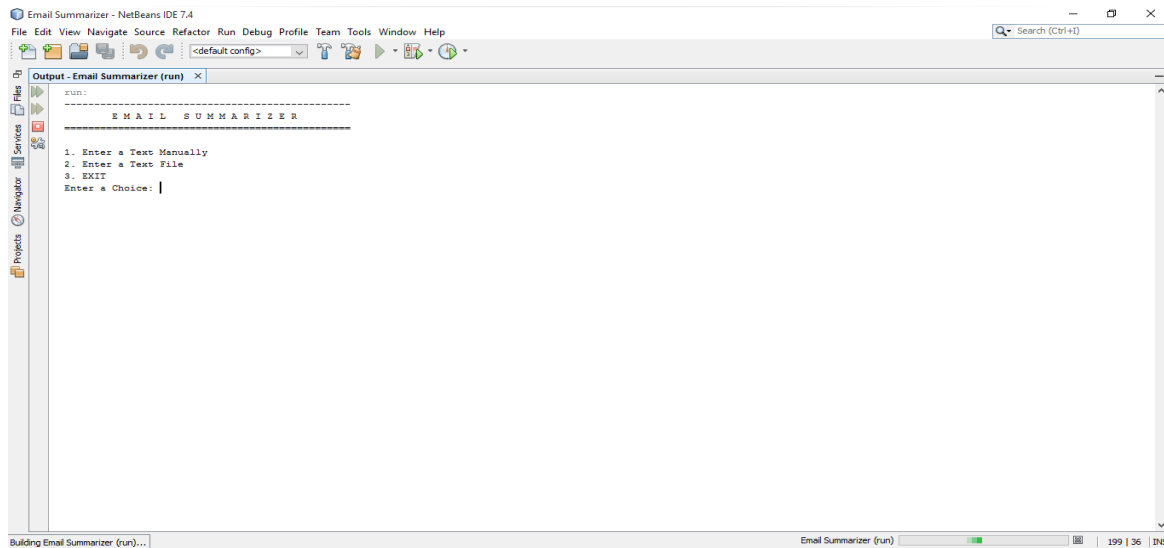 Email Summarizer - NetBeans IDE 7.4
File Edit View Navigate Source Refactor Run Debug Profile Team Tools Window Help
Search (Ctrl+I)
<default config>
Output - Email Summarizer (run)
Files
Services
Navigator
Projects
run:
------------------------------------------------
E M A I L   S U M M A R I Z E R
================================================
1. Enter a Text Manually
2. Enter a Text File
3. EXIT
Enter a Choice:
Building Email Summarizer (run)...
Email Summarizer (run)
199 | 36